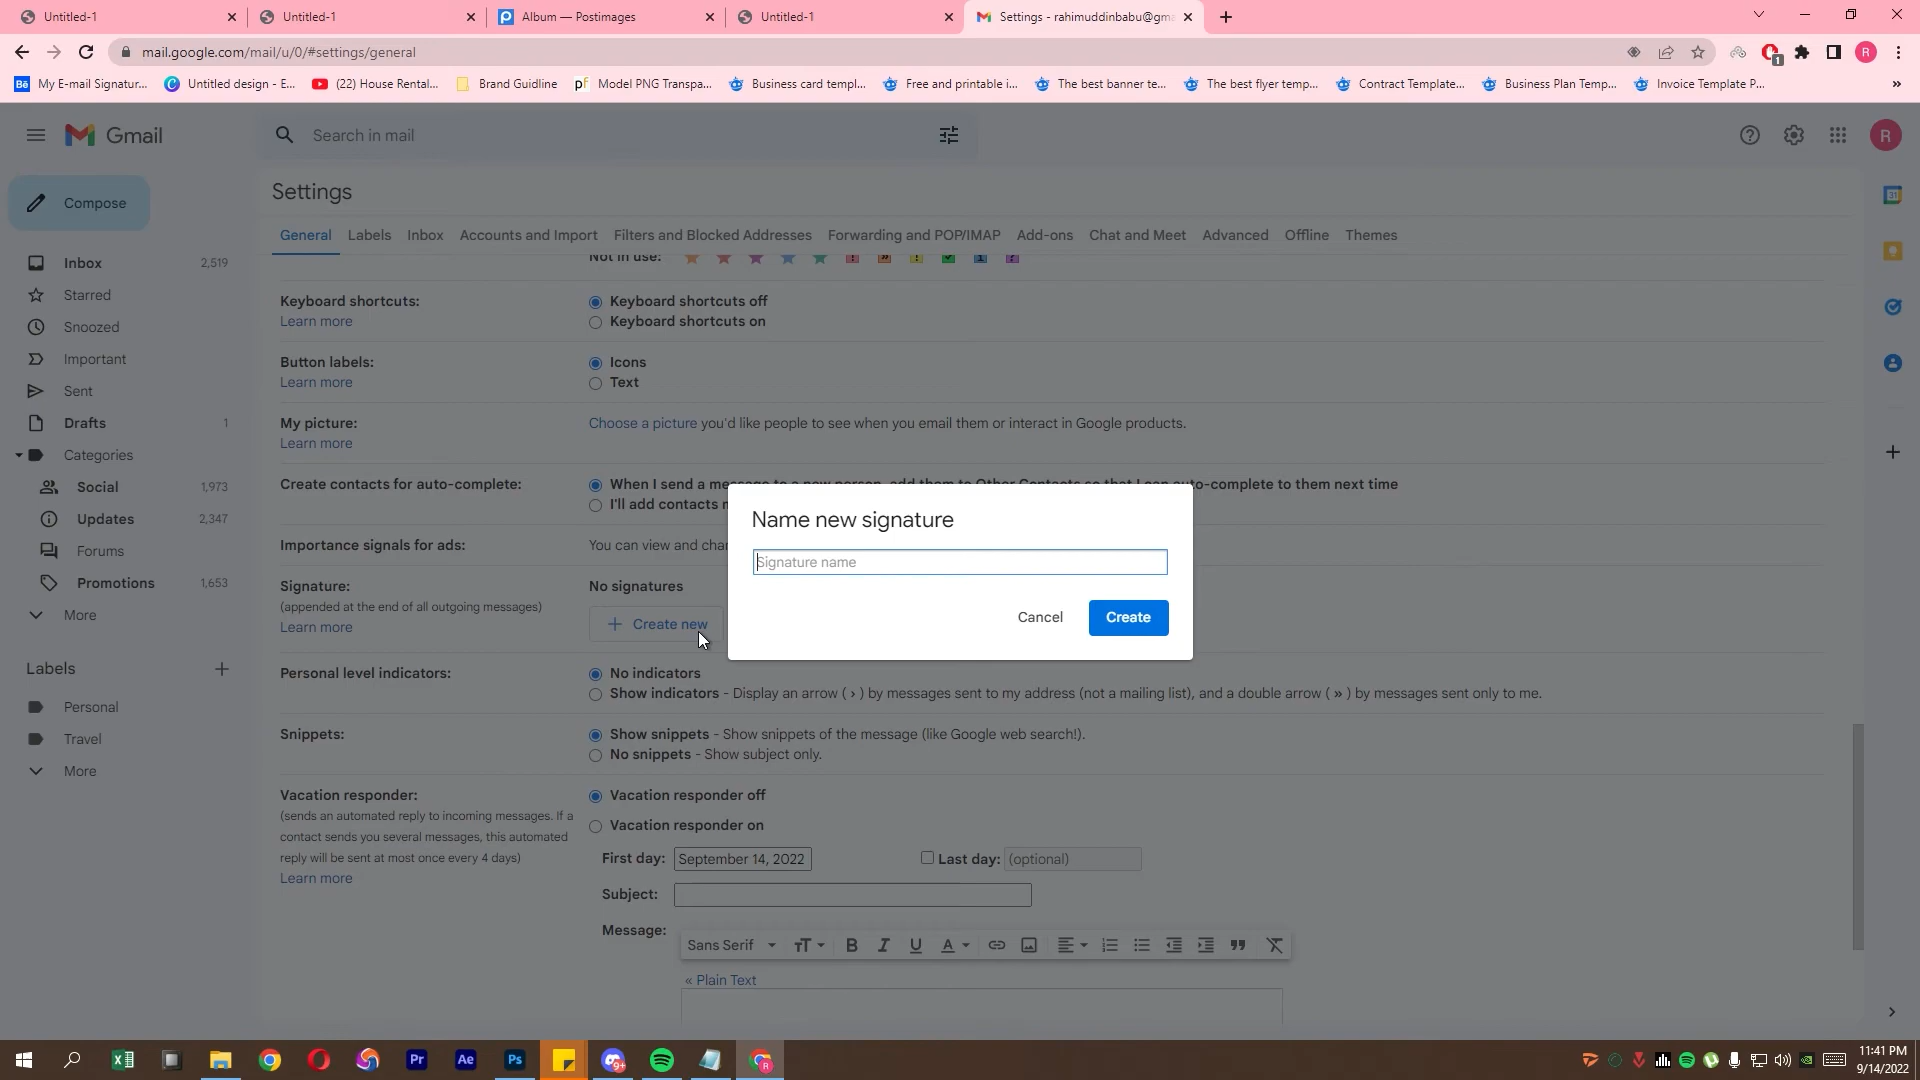 Untitled-1
Untitled-1
Album — Postimages
Untitled-1
Settings - rahimuddinbabu@gma
mail.google.com/mail/u/0/#settings/general
R
Bē My E-mail Signatur...
Untitled design - E...
(22) House Rental...
Brand Guidline
pf Model PNG Transpa...
Business card templ...
Free and printable i...
The best banner te...
The best flyer temp...
Contract Template...
Business Plan Temp...
Invoice Template P...
»
Gmail
Search in mail
R
Compose
Settings
General Labels Inbox Accounts and Import Filters and Blocked Addresses Forwarding and POP/IMAP Add-ons Chat and Meet Advanced Offline Themes
Inbox 2,519
Starred
Snoozed
Important
Sent
Drafts 1
Categories
Social 1,973
Updates 2,347
Forums
Promotions 1,653
More
Labels
Personal
Travel
More
Not in use:
Keyboard shortcuts:
Learn more
Keyboard shortcuts off
Keyboard shortcuts on
Button labels:
Learn more
Icons
Text
My picture:
Learn more
Choose a picture you'd like people to see when you email them or interact in Google products.
Create contacts for auto-complete:
When I send a message to a new person, add them to Other Contacts so that I can auto-complete to them next time
I'll add contacts
Importance signals for ads:
You can view and
Signature:
(appended at the end of all outgoing messages)
Learn more
No signatures
Create new
Name new signature
Signature name
Cancel
Create
Personal level indicators:
No indicators
Show indicators - Display an arrow ( › ) by messages sent to my address (not a mailing list), and a double arrow ( » ) by messages sent only to me.
Snippets:
Show snippets - Show snippets of the message (like Google web search!).
No snippets - Show subject only.
Vacation responder:
(sends an automated reply to incoming messages. If a
contact sends you several messages, this automated
reply will be sent at most once every 4 days)
Learn more
Vacation responder off
Vacation responder on
First day: September 14, 2022
Last day: (optional)
Subject:
Message:
Sans Serif
« Plain Text
Pr
Ae
Ps
11:41 PM
9/14/2022